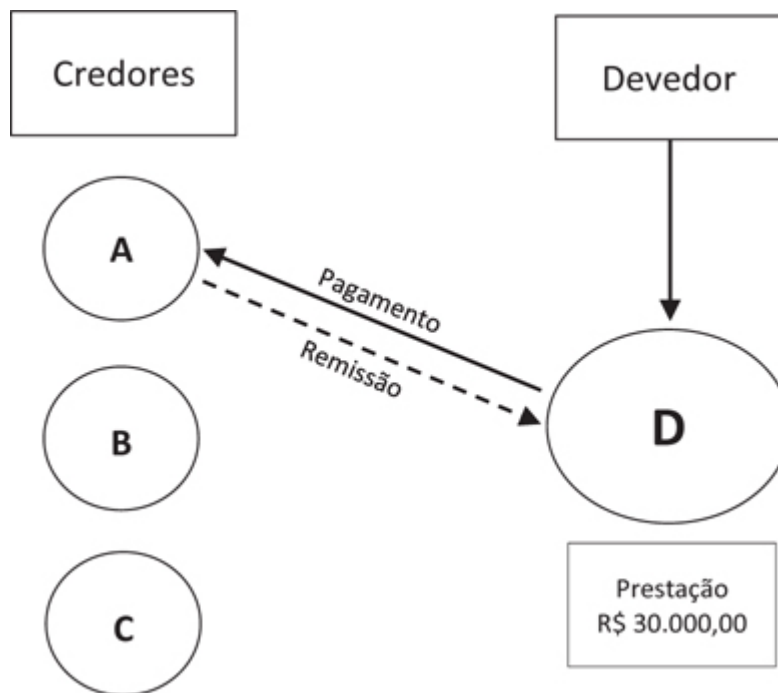 Credores
Devedor
A
Pagamento
Remissão
B
D
C
Prestação
R$ 30.000,00